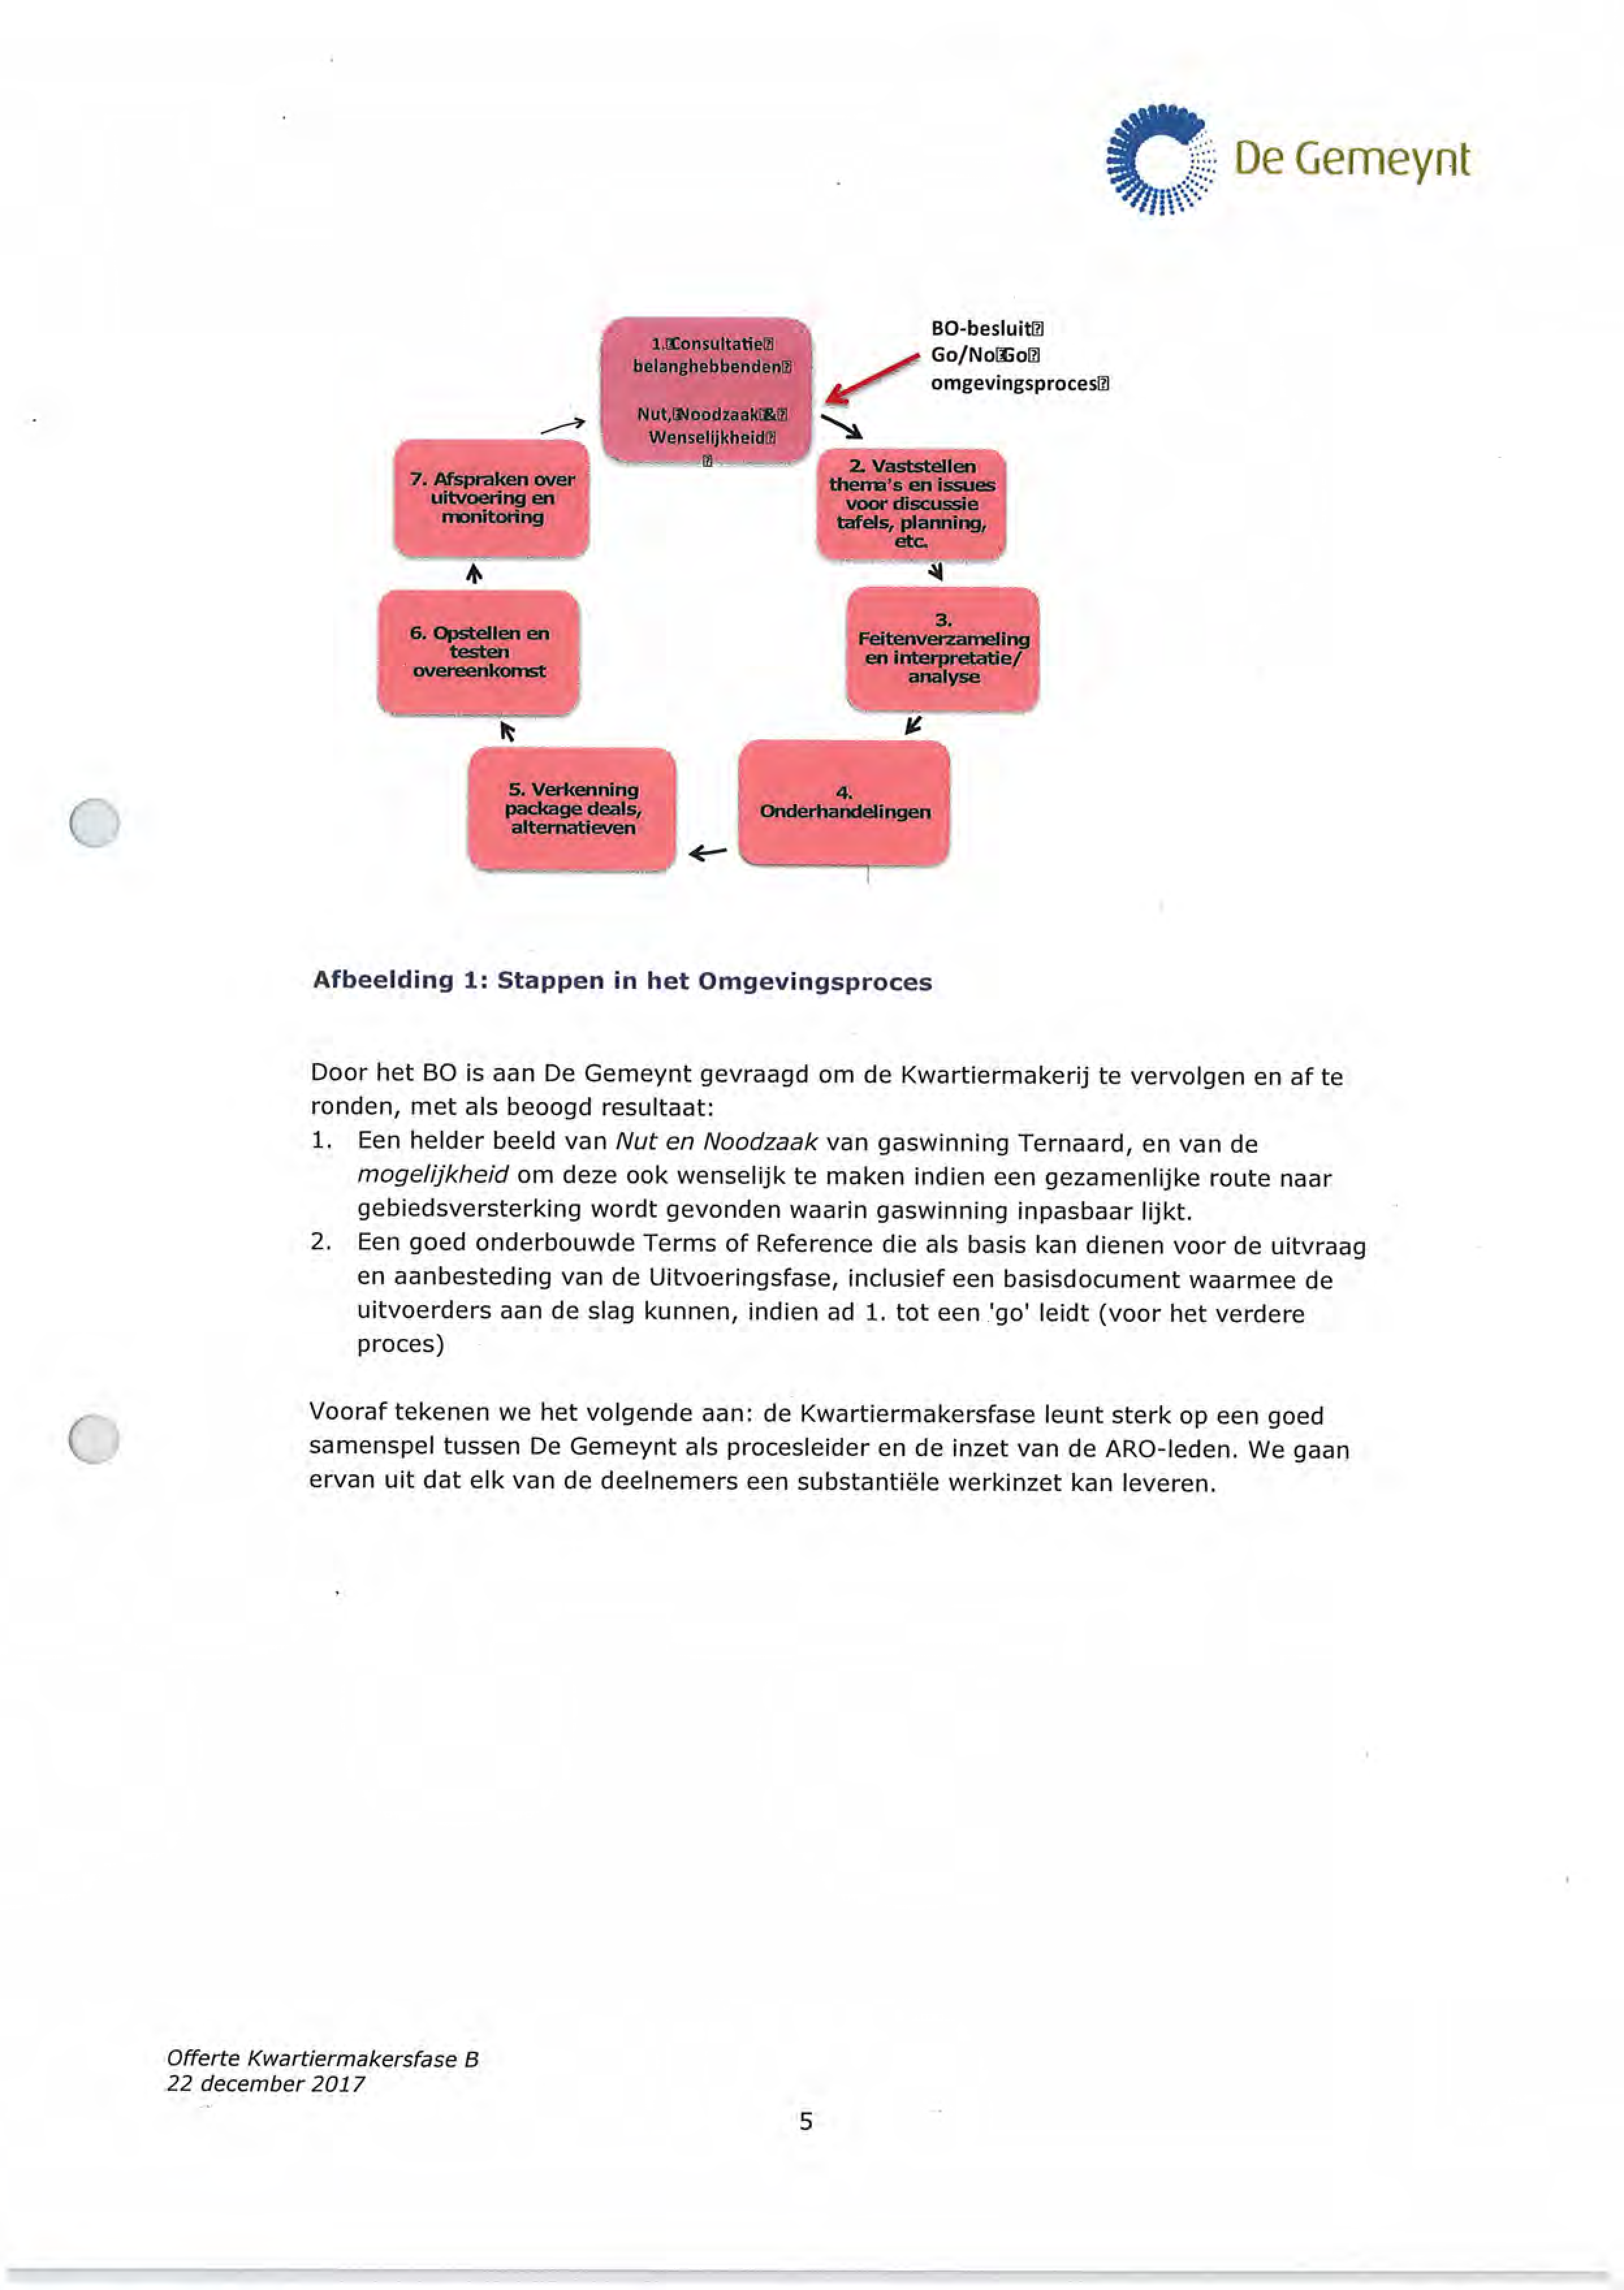 De Gemeynt
1. Consultatie
belanghebbenden
Nut, Noodzaak &
Wenselijkheid
BO-besluit
Go/No Go
omgevingsproces
2. Vaststellen
thema's en issues
voor discussie
tafels, planning,
etc.
3.
Feitenverzameling
en interpretatie/
analyse
4.
Onderhandelingen
5. Verkenning
package deals,
alternatieven
6. Opstellen en
testen
overeenkomst
7. Afspraken over
uitvoering en
monitoring
Afbeelding 1: Stappen in het Omgevingsproces
Door het BO is aan De Gemeynt gevraagd om de Kwartiermakerij te vervolgen en af te
ronden, met als beoogd resultaat:
1. Een helder beeld van Nut en Noodzaak van gaswinning Ternaard, en van de
mogelijkheid om deze ook wenselijk te maken indien een gezamenlijke route naar
gebiedsversterking wordt gevonden waarin gaswinning inpasbaar lijkt.
2. Een goed onderbouwde Terms of Reference die als basis kan dienen voor de uitvraag
en aanbesteding van de Uitvoeringsfase, inclusief een basisdocument waarmee de
uitvoerders aan de slag kunnen, indien ad 1. tot een 'go' leidt (voor het verdere
proces)
Vooraf tekenen we het volgende aan: de Kwartiermakersfase leunt sterk op een goed
samenspel tussen De Gemeynt als procesleider en de inzet van de ARO-leden. We gaan
ervan uit dat elk van de deelnemers een substantiële werkinzet kan leveren.
Offerte Kwartiermakersfase B
22 december 2017
5